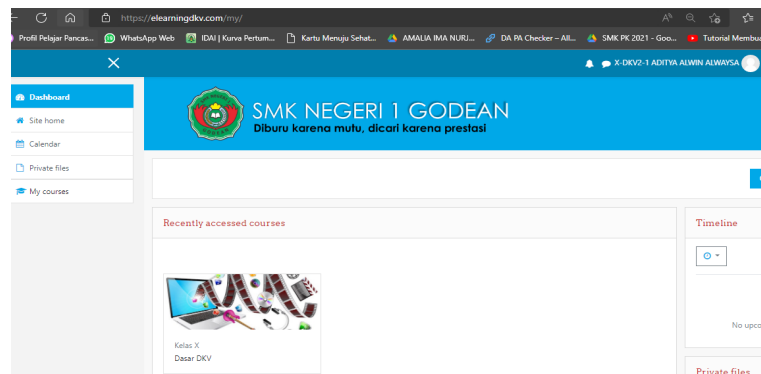 https://elearningdkv.com/my/
Profil Pelajar Pancas...
WhatsApp Web
IDAI | Kurva Pertum...
Kartu Menuju Sehat...
AMALIA IMA NURJ...
DA PA Checker – All...
SMK PK 2021 - Goo...
Tutorial Membua
X-DKV2-1 ADITYA ALWIN ALWAYSA
Dashboard
Site home
Calendar
Private files
My courses
SMK NEGERI 1 GODEAN
Diburu karena mutu, dicari karena prestasi
Recently accessed courses
Timeline
No upco
Kelas X
Dasar DKV
Private files